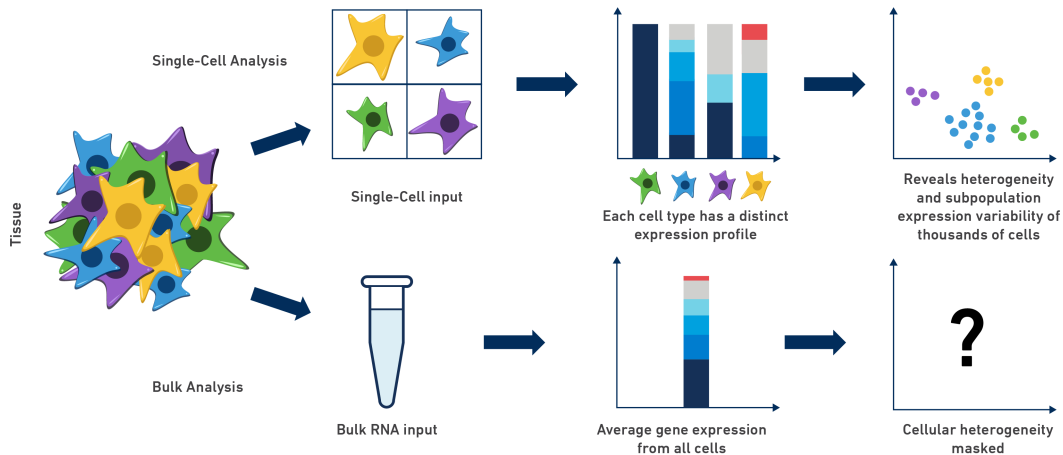 Tissue
Single-Cell Analysis
Single-Cell input
Each cell type has a distinct
expression profile
Reveals heterogeneity
and subpopulation
expression variability of
thousands of cells
Bulk Analysis
Bulk RNA input
Average gene expression
from all cells
?
Cellular heterogeneity
masked